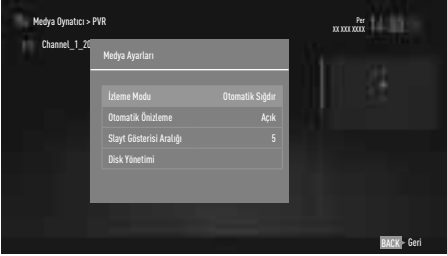 Medya Oynatıcı > PVR
Per
XX XXX XXXX
Channel_1_20
Medya Ayarları
İzleme Modu Otomatik Sığdır
Otomatik Önizleme Açık
Slayt Gösterisi Aralığı 5
Disk Yönetimi
BACK Geri